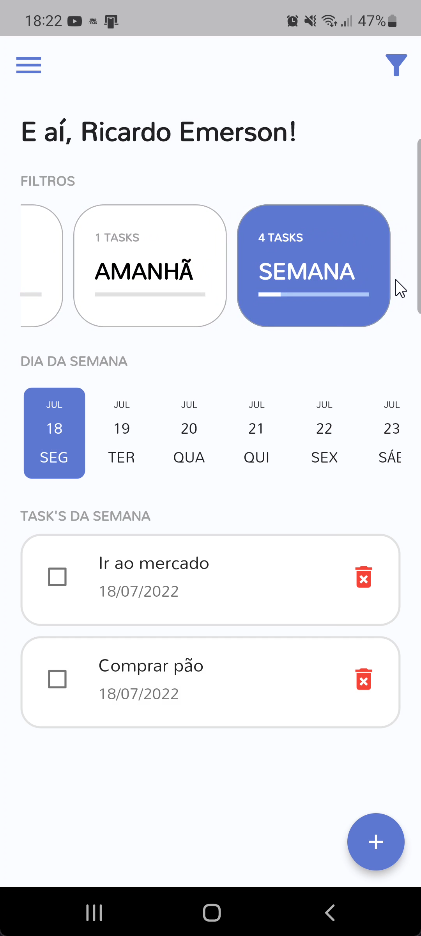 18:22
47%
E aí, Ricardo Emerson!
FILTROS
1 TASKS
AMANHÃ
4 TASKS
SEMANA
DIA DA SEMANA
JUL JUL JUL JUL JUL JUL
18 19 20 21 22 23
SEG TER QUA QUI SEX SÁB
TASK'S DA SEMANA
Ir ao mercado
18/07/2022
Comprar pão
18/07/2022